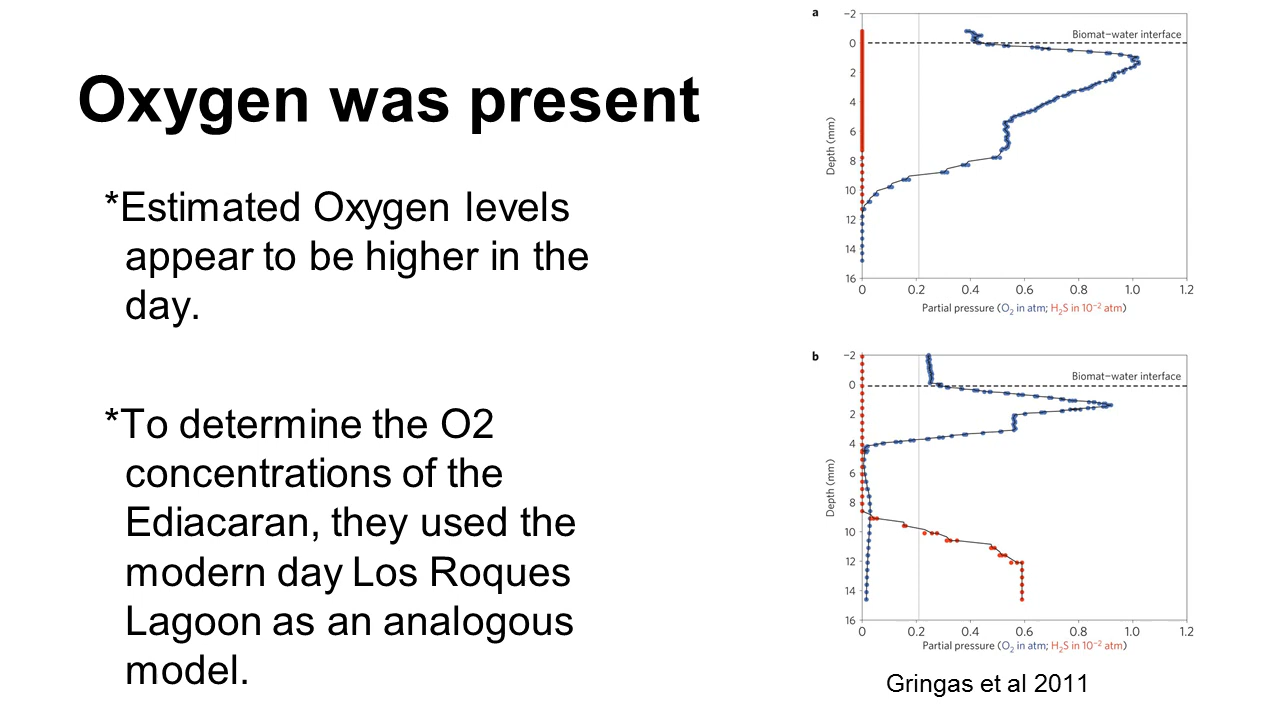 Oxygen was present
*Estimated Oxygen levels
appear to be higher in the
day.
*To determine the O2
concentrations of the
Ediacaran, they used the
modern day Los Roques
Lagoon as an analogous
model.
a
Biomat–water interface
Depth (mm)
−2
0
2
4
6
8
10
12
14
16
0 0.2 0.4 0.6 0.8 1.0 1.2
Partial pressure (O₂ in atm; H₂S in 10⁻² atm)
b
Biomat–water interface
Depth (mm)
−2
0
2
4
6
8
10
12
14
16
0 0.2 0.4 0.6 0.8 1.0 1.2
Partial pressure (O₂ in atm; H₂S in 10⁻² atm)
Gringas et al 2011